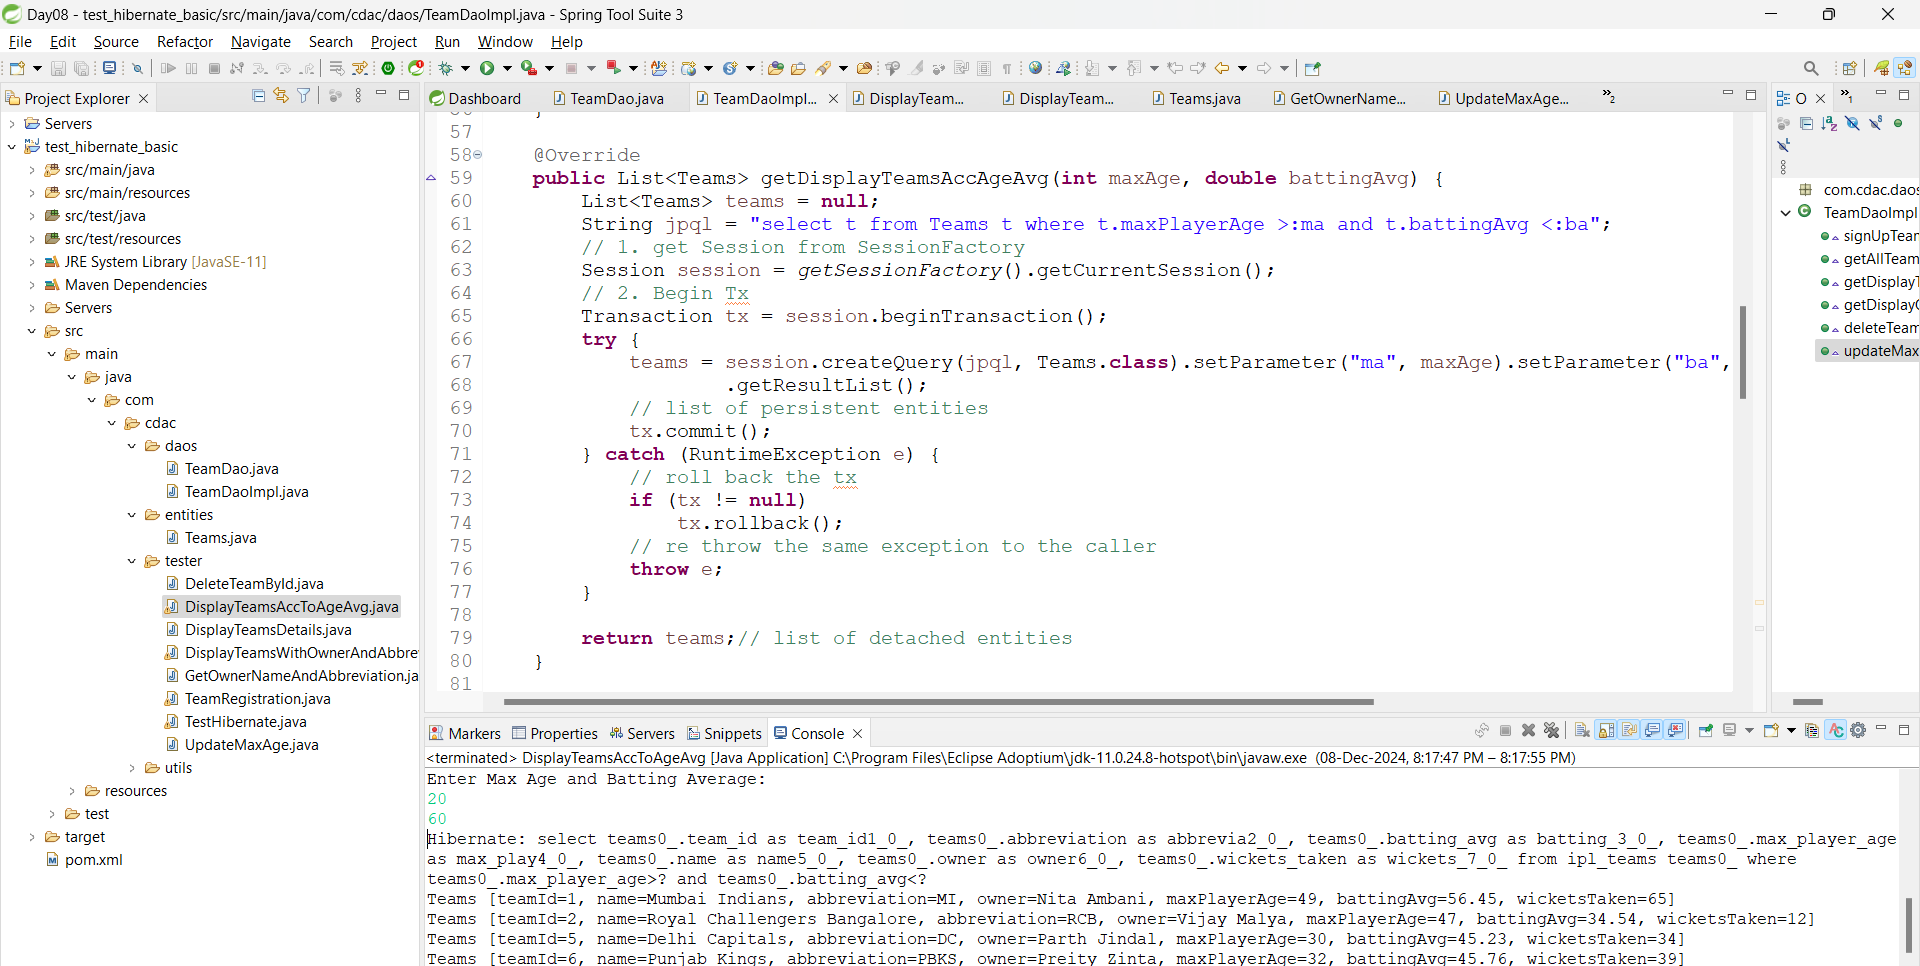 Day08 - test_hibernate_basic/src/main/java/com/cdac/daos/TeamDaoImpl.java - Spring Tool Suite 3
File Edit Source Refactor Navigate Search Project Run Window Help
Project Explorer
Servers
test_hibernate_basic
src/main/java
src/main/resources
src/test/java
src/test/resources
JRE System Library [JavaSE-11]
Maven Dependencies
Servers
src
main
java
com
cdac
daos
TeamDao.java
TeamDaoImpl.java
entities
Teams.java
tester
DeleteTeamById.java
DisplayTeamsAccToAgeAvg.java
DisplayTeamsDetails.java
DisplayTeamsWithOwnerAndAbbre
GetOwnerNameAndAbbreviation.ja
TeamRegistration.java
TestHibernate.java
UpdateMaxAge.java
utils
resources
test
target
pom.xml
Dashboard TeamDao.java TeamDaoImpl... DisplayTeam... DisplayTeam... Teams.java GetOwnerName... UpdateMaxAge... »2
56 }
57
58 @Override
59 public List<Teams> getDisplayTeamsAccAgeAvg(int maxAge, double battingAvg) {
60 List<Teams> teams = null;
61 String jpql = "select t from Teams t where t.maxPlayerAge >:ma and t.battingAvg <:ba";
62 // 1. get Session from SessionFactory
63 Session session = getSessionFactory().getCurrentSession();
64 // 2. Begin Tx
65 Transaction tx = session.beginTransaction();
66 try {
67 teams = session.createQuery(jpql, Teams.class).setParameter("ma", maxAge).setParameter("ba",
68 .getResultList();
69 // list of persistent entities
70 tx.commit();
71 } catch (RuntimeException e) {
72 // roll back the tx
73 if (tx != null)
74 tx.rollback();
75 // re throw the same exception to the caller
76 throw e;
77 }
78
79 return teams;// list of detached entities
80 }
81
O »1
com.cdac.daos
TeamDaoImpl
signUpTean
getAllTeam
getDisplayT
getDisplayC
deleteTeam
updateMax
Markers Properties Servers Snippets Console
<terminated> DisplayTeamsAccToAgeAvg [Java Application] C:\Program Files\Eclipse Adoptium\jdk-11.0.24.8-hotspot\bin\javaw.exe (08-Dec-2024, 8:17:47 PM – 8:17:55 PM)
Enter Max Age and Batting Average:
20
60
Hibernate: select teams0_.team_id as team_id1_0_, teams0_.abbreviation as abbrevia2_0_, teams0_.batting_avg as batting_3_0_, teams0_.max_player_age
as max_play4_0_, teams0_.name as name5_0_, teams0_.owner as owner6_0_, teams0_.wickets_taken as wickets_7_0_ from ipl_teams teams0_ where
teams0_.max_player_age>? and teams0_.batting_avg<?
Teams [teamId=1, name=Mumbai Indians, abbreviation=MI, owner=Nita Ambani, maxPlayerAge=49, battingAvg=56.45, wicketsTaken=65]
Teams [teamId=2, name=Royal Challengers Bangalore, abbreviation=RCB, owner=Vijay Malya, maxPlayerAge=47, battingAvg=34.54, wicketsTaken=12]
Teams [teamId=5, name=Delhi Capitals, abbreviation=DC, owner=Parth Jindal, maxPlayerAge=30, battingAvg=45.23, wicketsTaken=34]
Teams [teamId=6, name=Punjab Kings, abbreviation=PBKS, owner=Preity Zinta, maxPlayerAge=32, battingAvg=45.76, wicketsTaken=39]